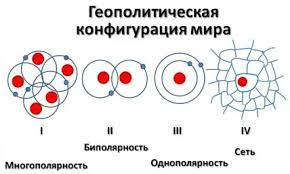 Геополитическая
конфигурация мира
I
II
III
IV
Многополярность
Биполярность
Однополярность
Сеть